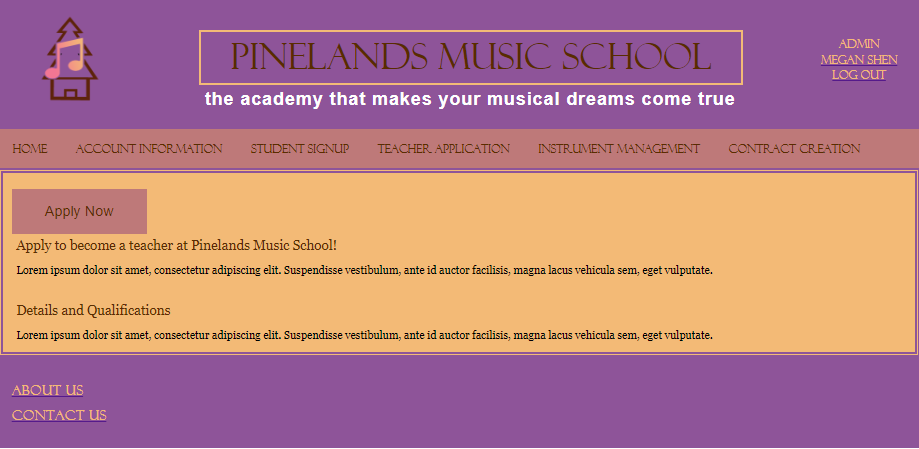 PINELANDS MUSIC SCHOOL
the academy that makes your musical dreams come true
ADMIN
MEGAN SHEN
LOG OUT
HOME ACCOUNT INFORMATION STUDENT SIGNUP TEACHER APPLICATION INSTRUMENT MANAGEMENT CONTRACT CREATION
Apply Now
Apply to become a teacher at Pinelands Music School!
Lorem ipsum dolor sit amet, consectetur adipiscing elit. Suspendisse vestibulum, ante id auctor facilisis, magna lacus vehicula sem, eget vulputate.
Details and Qualifications
Lorem ipsum dolor sit amet, consectetur adipiscing elit. Suspendisse vestibulum, ante id auctor facilisis, magna lacus vehicula sem, eget vulputate.
ABOUT US
CONTACT US